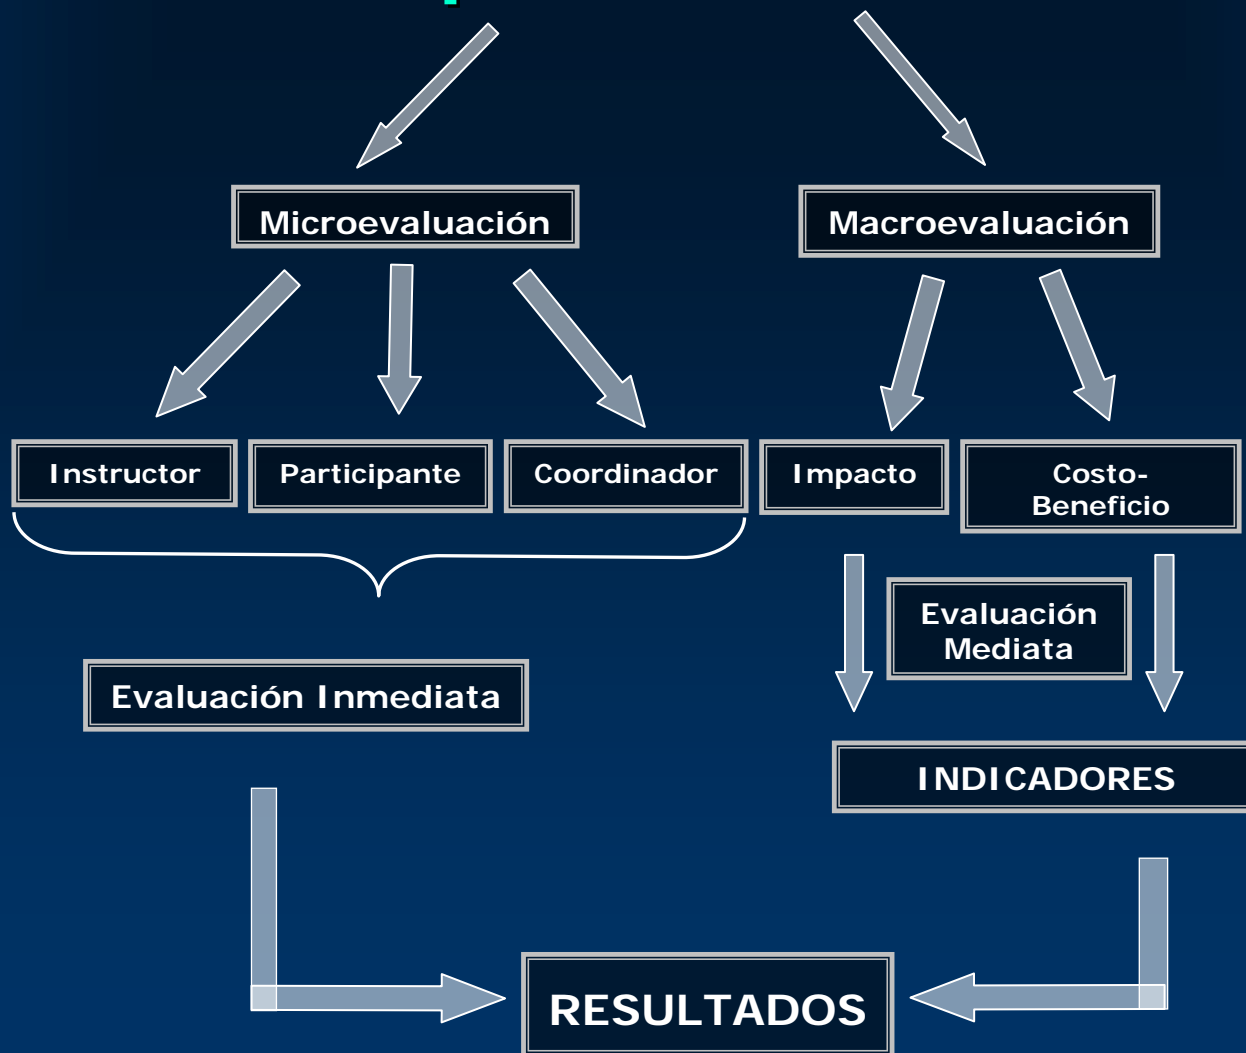 Microevaluación
Macroevaluación
Instructor
Participante
Coordinador
Impacto
Costo-
Beneficio
Evaluación
Mediata
Evaluación Inmediata
INDICADORES
RESULTADOS